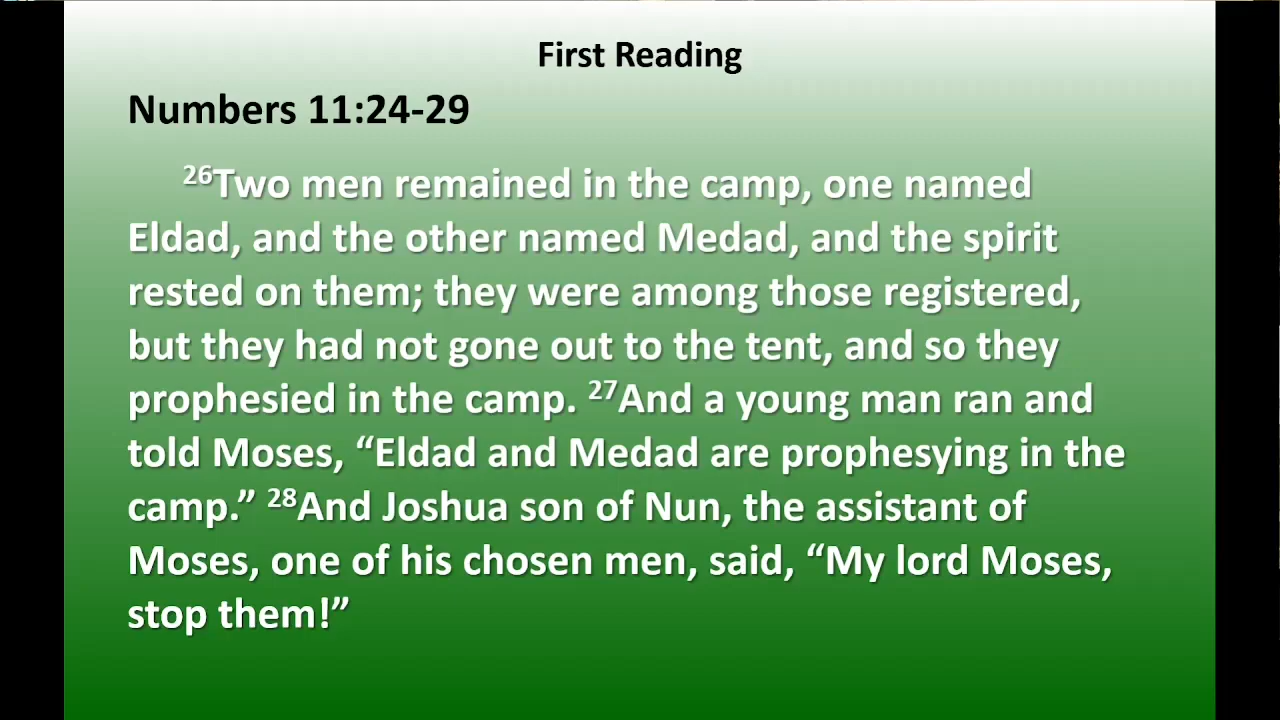 First Reading
Numbers 11:24-29
²⁶Two men remained in the camp, one named
Eldad, and the other named Medad, and the spirit
rested on them; they were among those registered,
but they had not gone out to the tent, and so they
prophesied in the camp. ²⁷And a young man ran and
told Moses, “Eldad and Medad are prophesying in the
camp.” ²⁸And Joshua son of Nun, the assistant of
Moses, one of his chosen men, said, “My lord Moses,
stop them!”